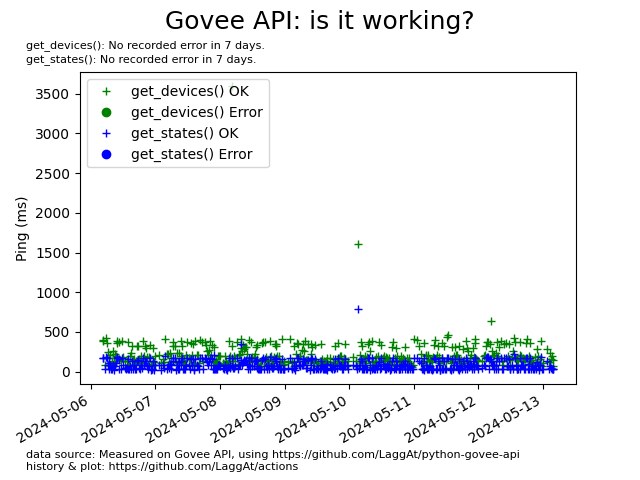 Govee API: is it working?
get_devices(): No recorded error in 7 days.
get_states(): No recorded error in 7 days.
get_devices() OK
get_devices() Error
get_states() OK
get_states() Error
Ping (ms)
3500
3000
2500
2000
1500
1000
500
0
2024-05-06
2024-05-07
2024-05-08
2024-05-09
2024-05-10
2024-05-11
2024-05-12
2024-05-13
data source: Measured on Govee API, using https://github.com/LaggAt/python-govee-api
history & plot: https://github.com/LaggAt/actions